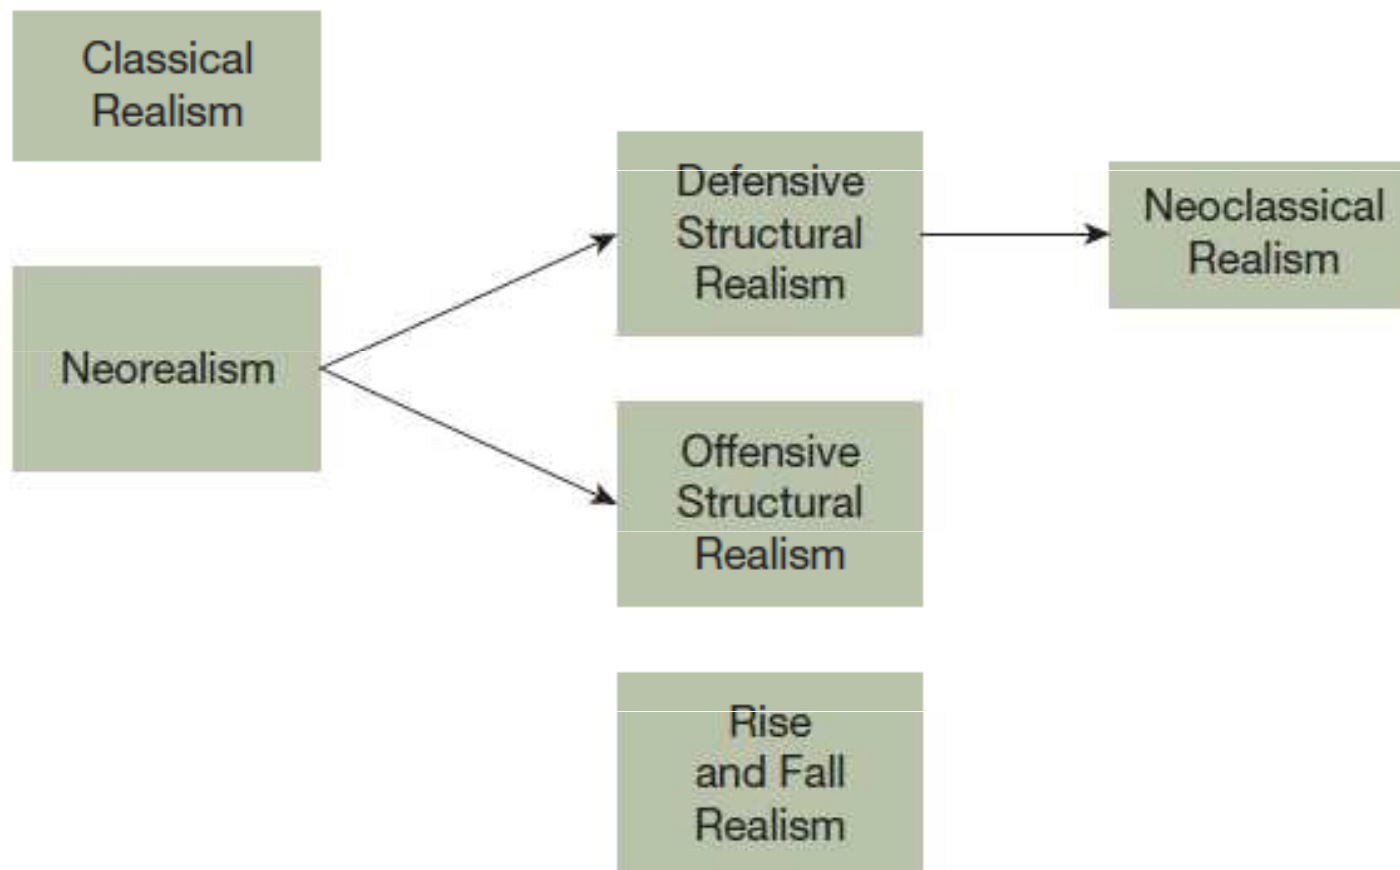 Classical
Realism
Neorealism
Defensive
Structural
Realism
Offensive
Structural
Realism
Rise
and Fall
Realism
Neoclassical
Realism